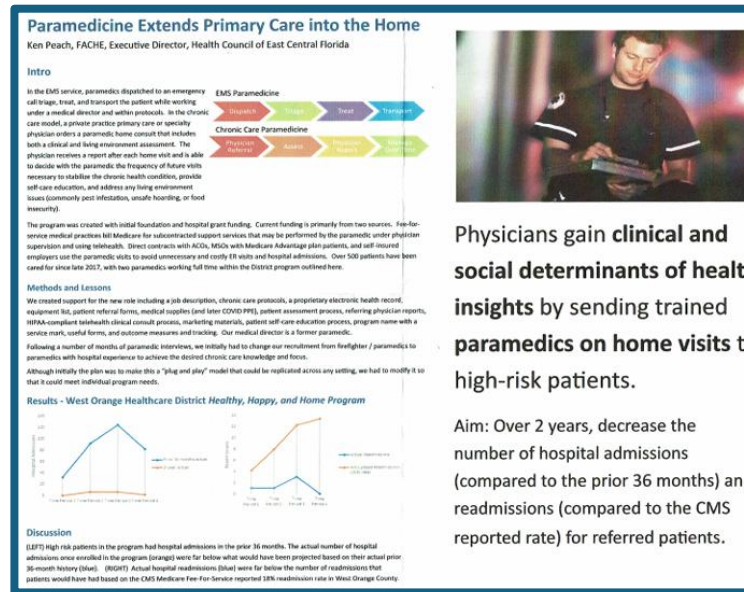 Paramedicine Extends Primary Care into the Home
Ken Peach, FACHE, Executive Director, Health Council of East Central Florida
Intro
In the EMS service, paramedics dispatched to an emergency
call triage, treat, and transport the patient while working
under a medical director and within protocols. In the chronic
care model, a private practice primary care or specialty
physician orders a paramedic home consult that includes
both a clinical and living environment assessment. The
physician receives a report after each home visit and is able
to decide with the paramedic the frequency of future visits
necessary to stabilize the chronic health condition, provide
self-care education, and address any living environment
issues (commonly pest infestation, unsafe hoarding, or food
insecurity).
EMS Paramedicine
Dispatch
Triage
Treat
Transport
Chronic Care Paramedicine
Physician
Referral
Assess
Physician
The program was created with initial foundation and hospital grant funding. Current funding is primarily from two sources. Fee-for-
service medical practices bill Medicare for subcontracted support services that may be performed by the paramedic under physician
supervision and using telehealth. Direct contracts with ACOs, MSOs with Medicare Advantage plan patients, and self-insured
employers use the paramedic visits to avoid unnecessary and costly ER visits and hospital admissions. Over 500 patients have been
cared for since late 2017, with two paramedics working full time within the District program outlined here.
Methods and Lessons
We created support for the new role including a job description, chronic care protocols, a proprietary electronic health record,
equipment list, patient referral forms, medical supplies (and later COVID PPE), patient assessment process, referring physician reports,
HIPAA-compliant telehealth clinical consult process, marketing materials, patient self-care education process, program name with a
service mark, useful forms, and outcome measures and tracking. Our medical director is a former paramedic.
Following a number of months of paramedic interviews, we initially had to change our recruitment from firefighter / paramedics to
paramedics with hospital experience to achieve the desired chronic care knowledge and focus.
Although initially the plan was to make this a "plug and play" model that could be replicated across any setting, we had to modify it so
that it could meet individual program needs.
Results - West Orange Healthcare District Healthy, Happy, and Home Program
Discussion
(LEFT) High risk patients in the program had hospital admissions in the prior 36 months. The actual number of hospital
admissions once enrolled in the program (orange) were far below what would have been projected based on their actual prior
36-month history (blue). (RIGHT) Actual hospital readmissions (blue) were far below the number of readmissions that
patients would have had based on the CMS Medicare Fee-For-Service reported 18% readmission rate in West Orange County.
Physicians gain clinical and
social determinants of healt
insights by sending trained
paramedics on home visits t
high-risk patients.
Aim: Over 2 years, decrease the
number of hospital admissions
(compared to the prior 36 months) an
readmissions (compared to the CMS
reported rate) for referred patients.